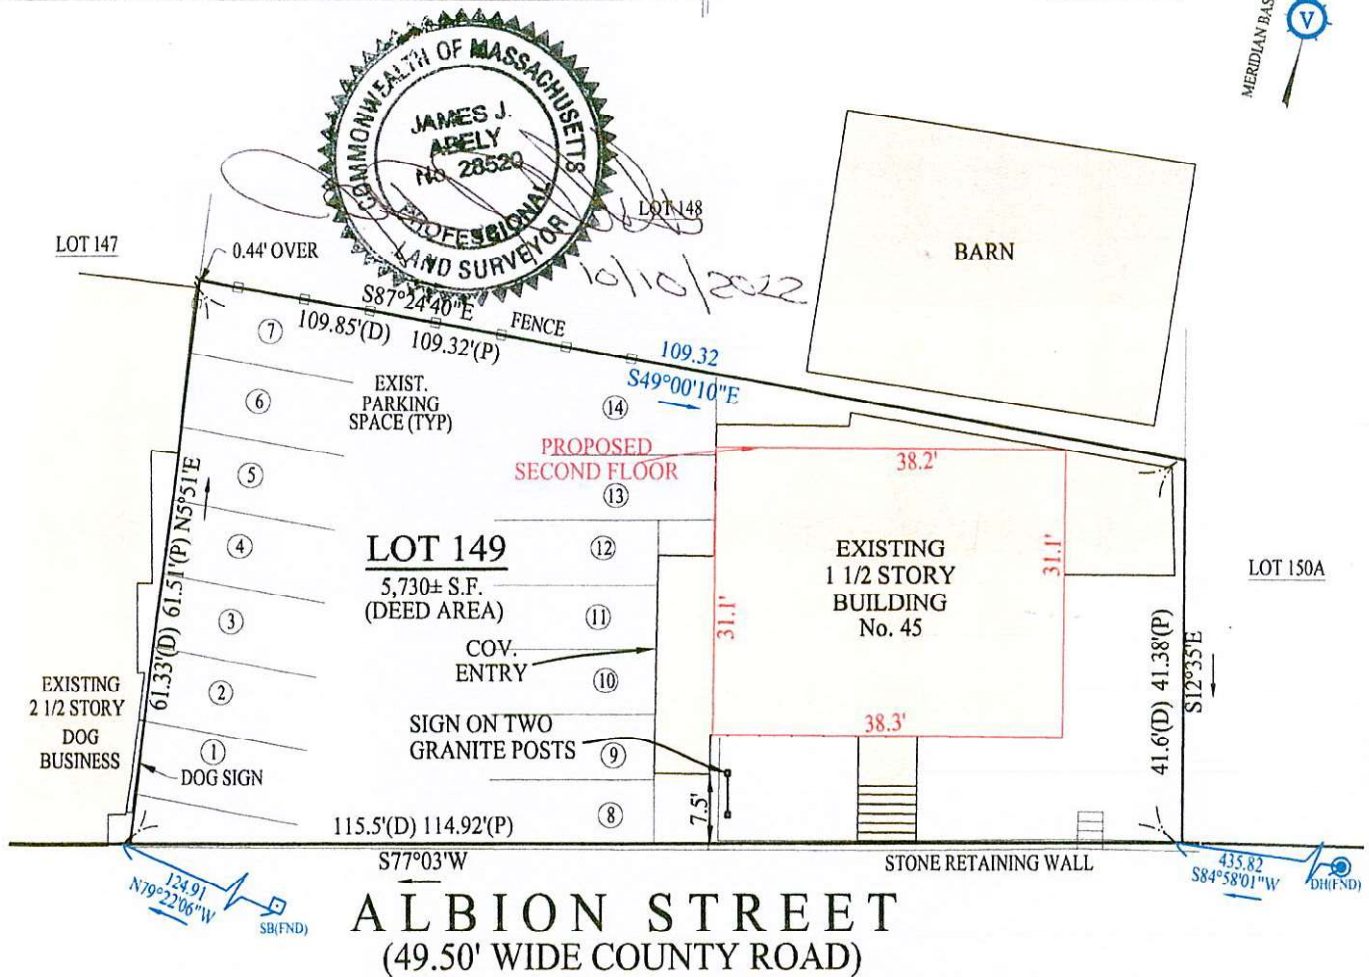 MERIDIAN BAS
V
COMMONWEALTH OF MASSACHUSETTS
JAMES J.
ABELY
No. 28520
PROFESSIONAL
LAND SURVEYOR
10/10/2022
LOT 147
0.44' OVER
LOT 148
BARN
S87°24'40"E
FENCE
109.85'(D) 109.32'(P)
109.32
S49°00'10"E
7
EXIST.
PARKING
SPACE (TYP)
6
14
PROPOSED
SECOND FLOOR
38.2'
5
13
61.33'(D) 61.51'(P) N5°51'E
LOT 149
5,730± S.F.
(DEED AREA)
4
12
EXISTING
1 1/2 STORY
BUILDING
No. 45
31.1'
31.1'
LOT 150A
3
11
COV.
ENTRY
10
41.6'(D) 41.38'(P)
S12°35'E
EXISTING
2 1/2 STORY
DOG
BUSINESS
2
SIGN ON TWO
GRANITE POSTS
38.3'
1
DOG SIGN
9
7.5'
8
115.5'(D) 114.92'(P)
S77°03'W
STONE RETAINING WALL
124.91
N79°22'06"W
SB(FND)
435.82
S84°58'01"W
DH(FND)
ALBION STREET
(49.50' WIDE COUNTY ROAD)